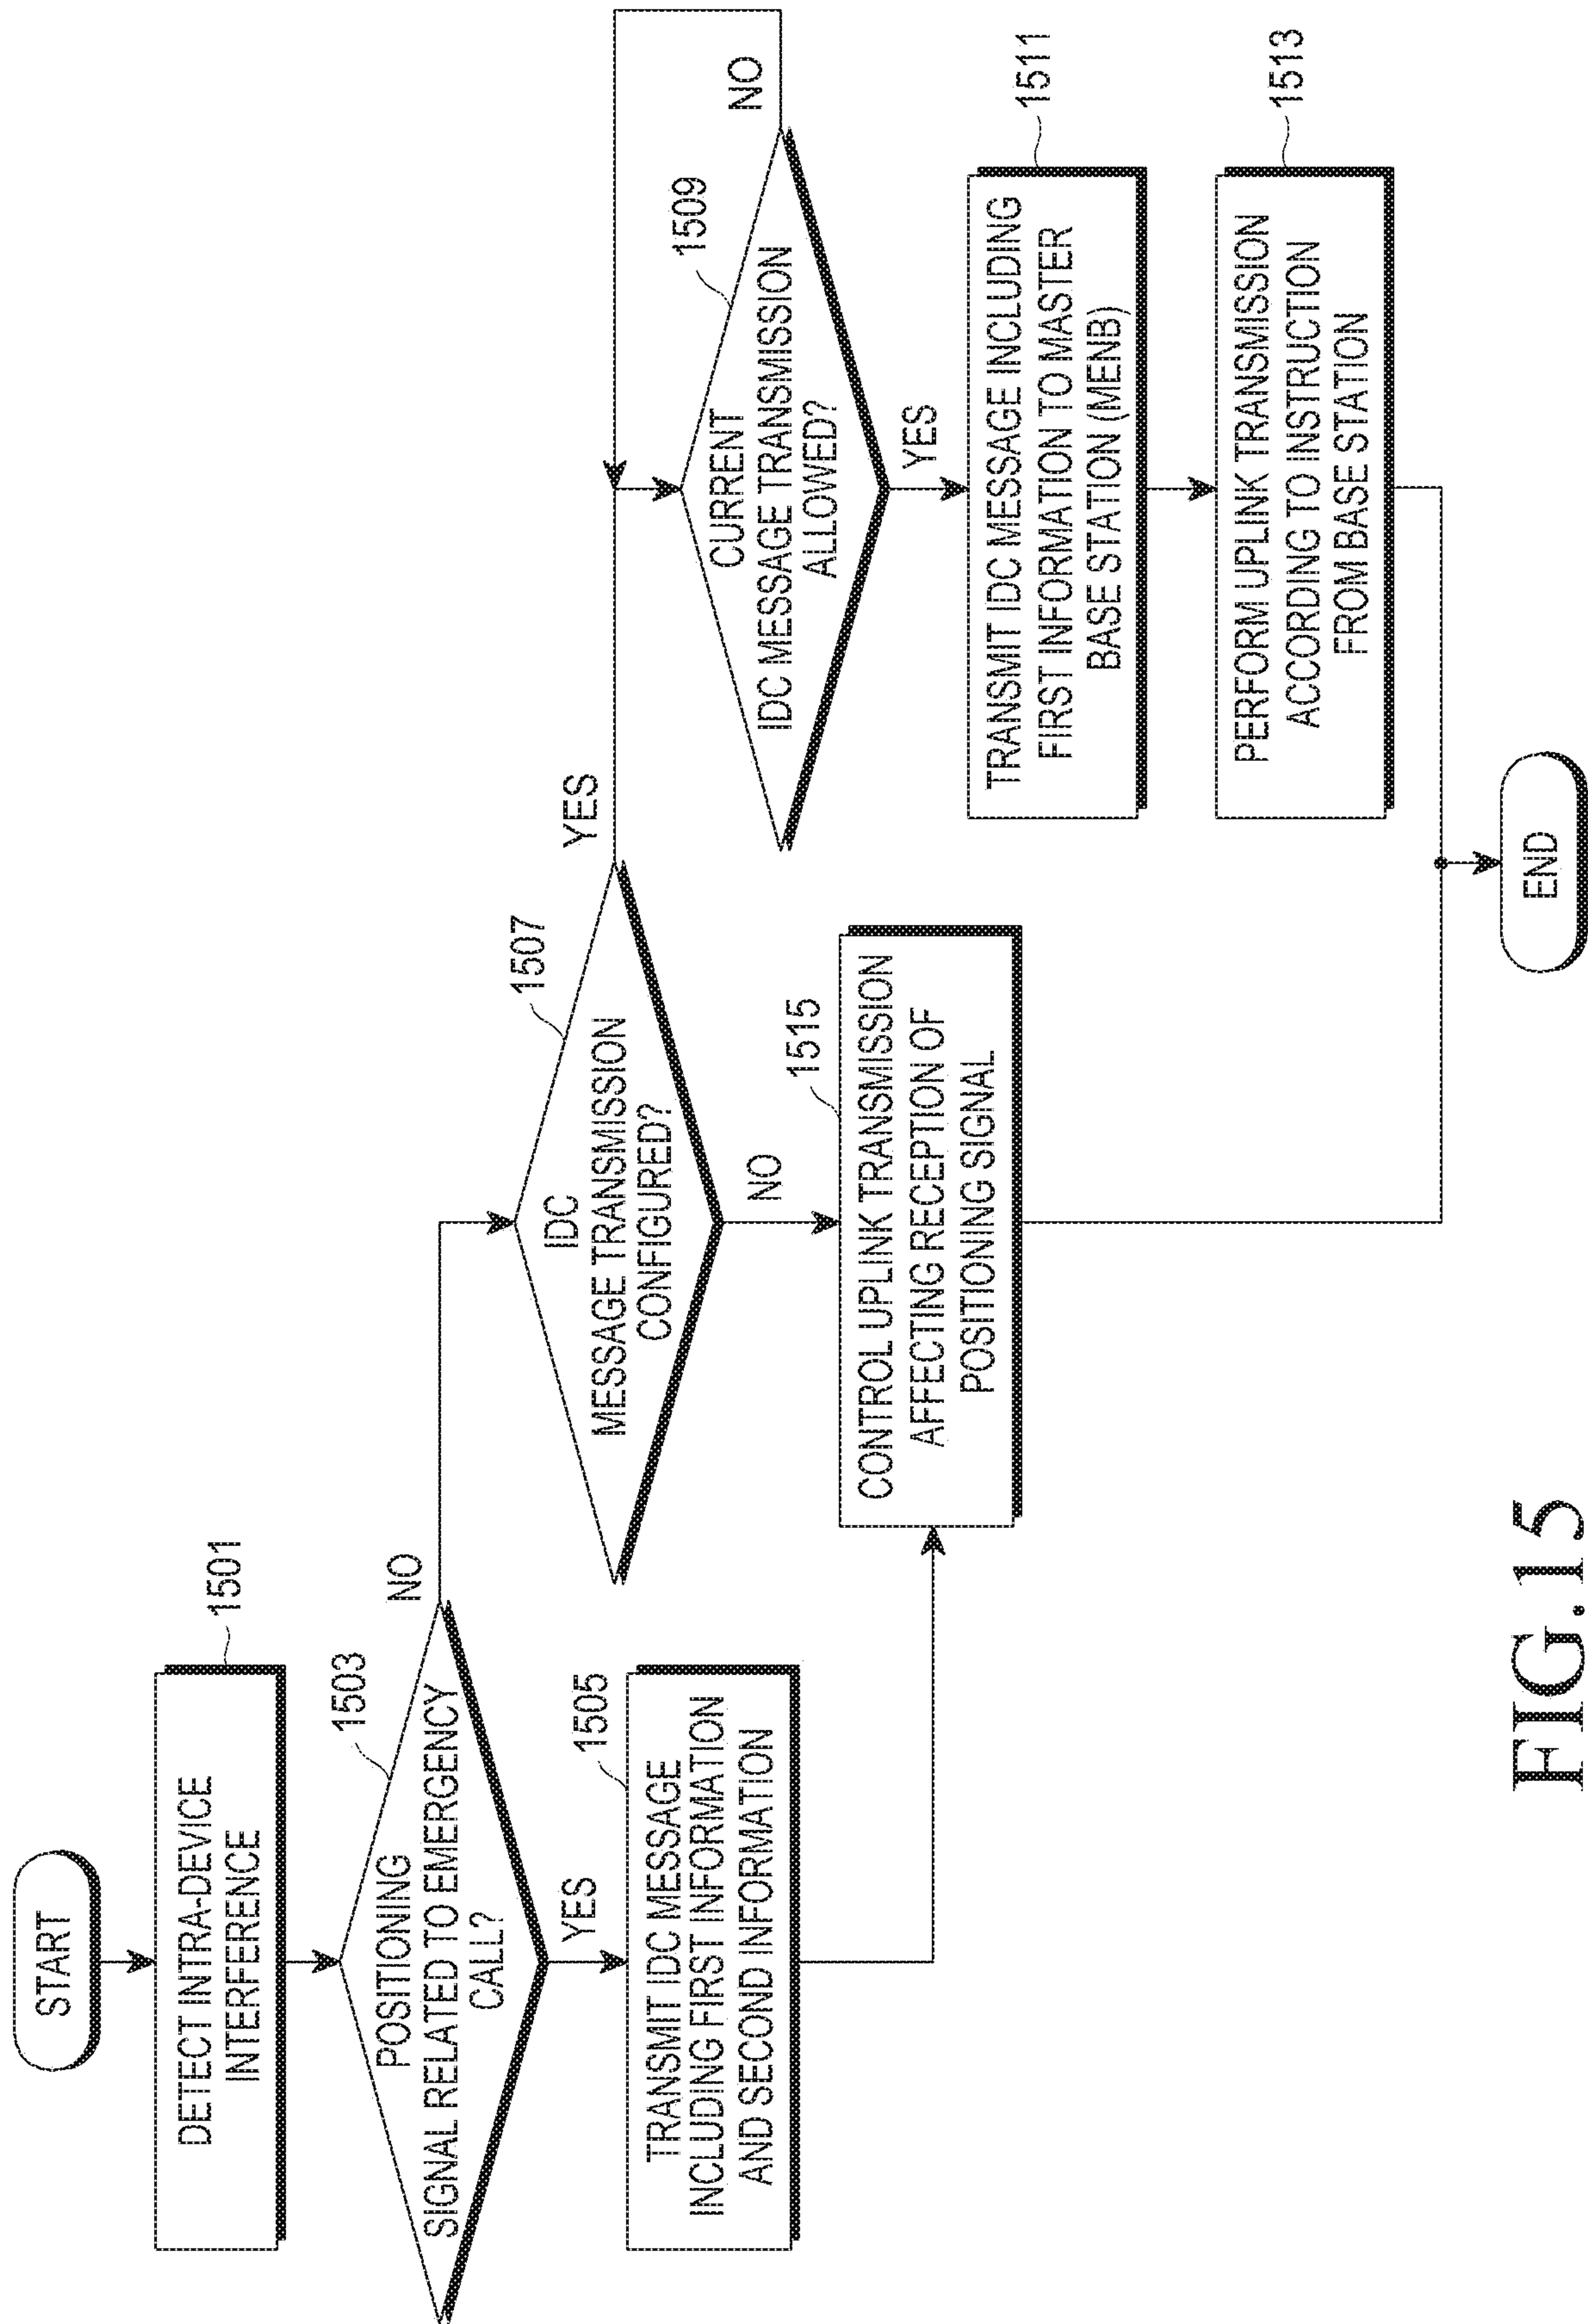 START
DETECT INTRA-DEVICE
INTERFERENCE
1501
POSITIONING
SIGNAL RELATED TO EMERGENCY
CALL?
1503
NO
YES
TRANSMIT IDC MESSAGE
INCLUDING FIRST INFORMATION
AND SECOND INFORMATION
1505
IDC
MESSAGE TRANSMISSION
CONFIGURED?
1507
YES
NO
CONTROL UPLINK TRANSMISSION
AFFECTING RECEPTION OF
POSITIONING SIGNAL
1515
CURRENT
IDC MESSAGE TRANSMISSION
ALLOWED?
1509
NO
YES
TRANSMIT IDC MESSAGE INCLUDING
FIRST INFORMATION TO MASTER
BASE STATION (MENB)
1511
PERFORM UPLINK TRANSMISSION
ACCORDING TO INSTRUCTION
FROM BASE STATION
1513
END
FIG.15